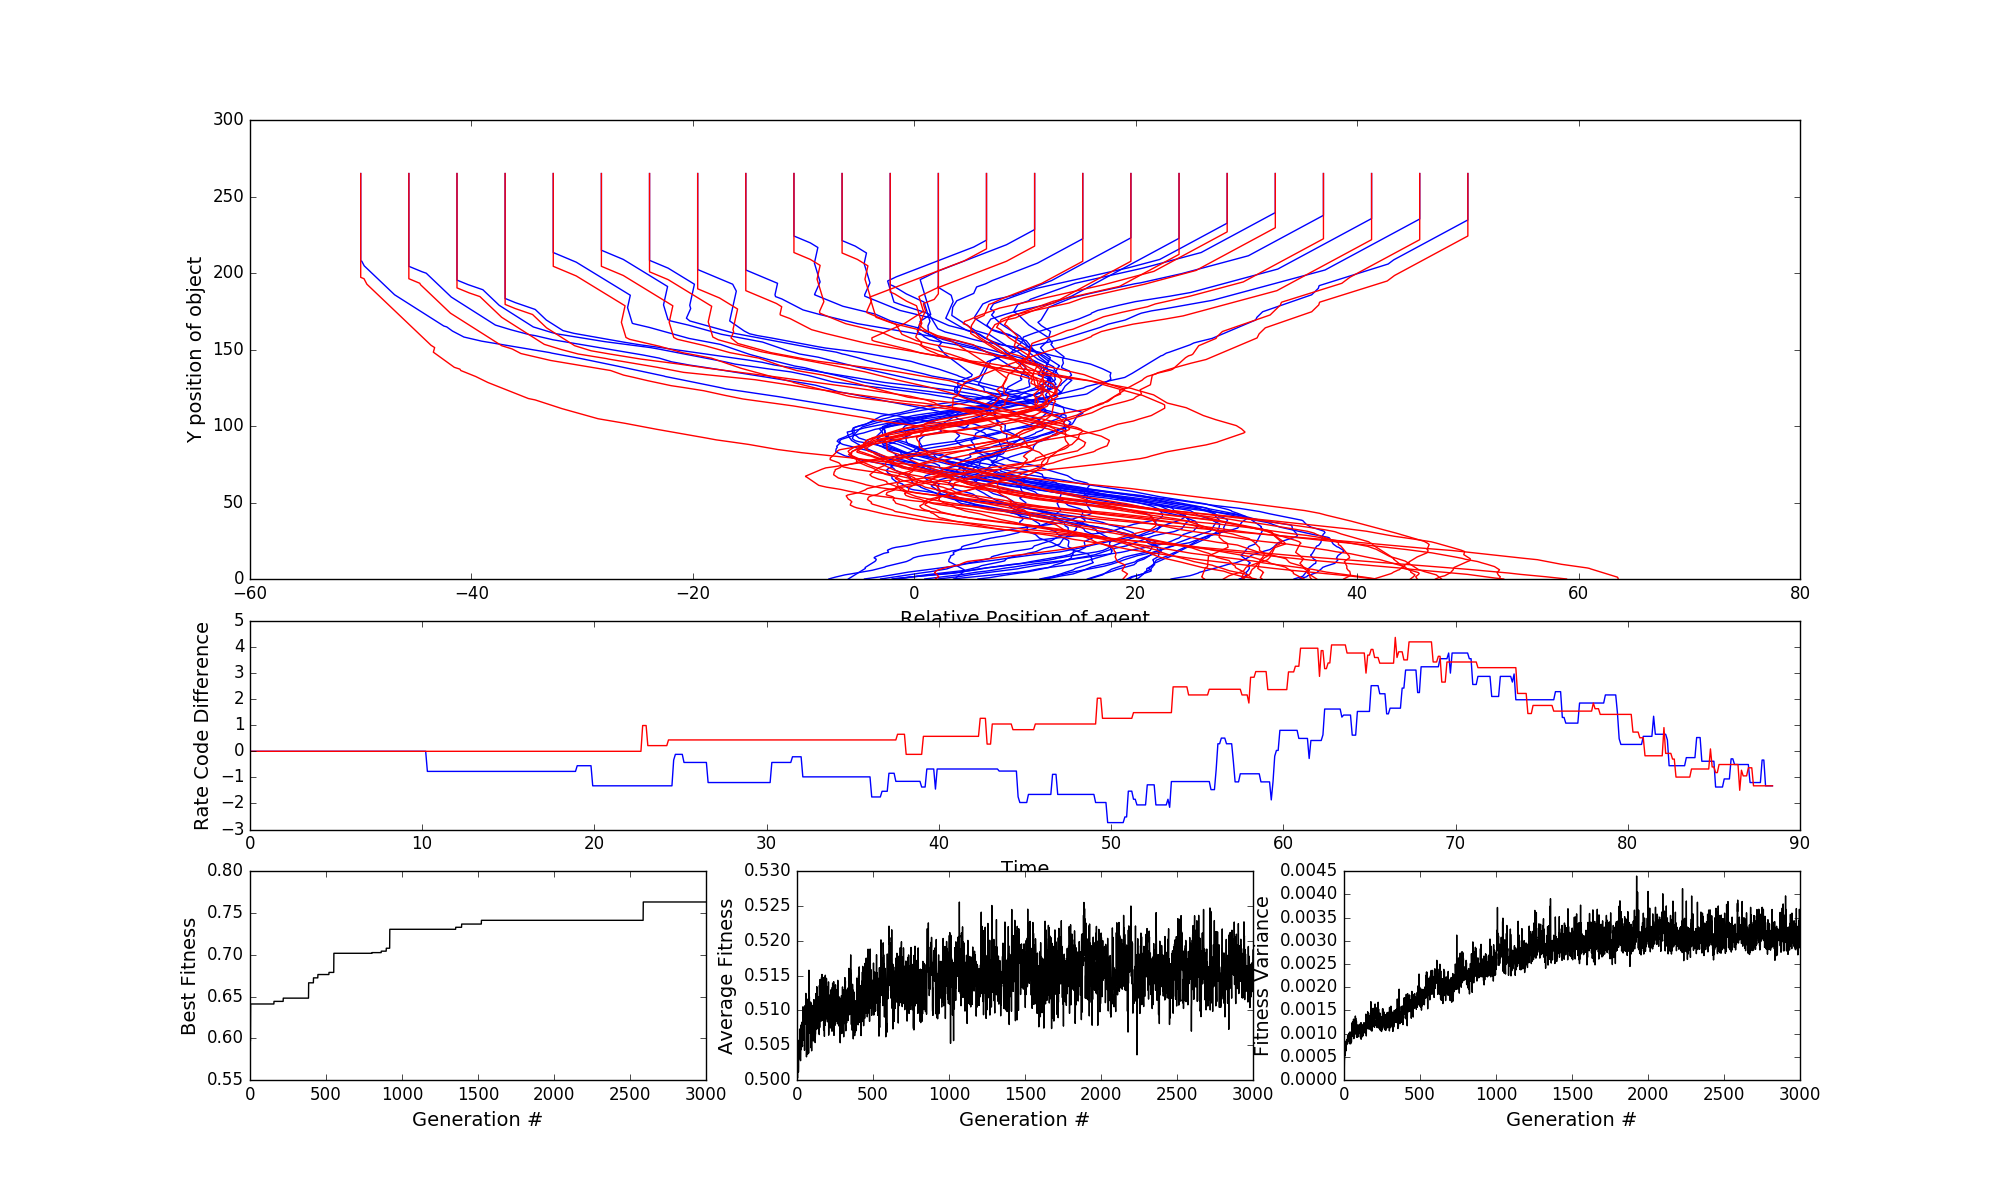 300
250
200
150
100
50
0
Y position of object
−60 −40 −20 0 20 40 60 80
Relative Position of agent
5
4
3
2
1
0
−1
−2
−3
Rate Code Difference
0 10 20 30 40 50 60 70 80 90
Time
0.80
0.75
0.70
0.65
0.60
0.55
Best Fitness
0 500 1000 1500 2000 2500 3000
Generation #
0.530
0.525
0.520
0.515
0.510
0.505
0.500
Average Fitness
0 500 1000 1500 2000 2500 3000
Generation #
0.0045
0.0040
0.0035
0.0030
0.0025
0.0020
0.0015
0.0010
0.0005
0.0000
Fitness Variance
0 500 1000 1500 2000 2500 3000
Generation #